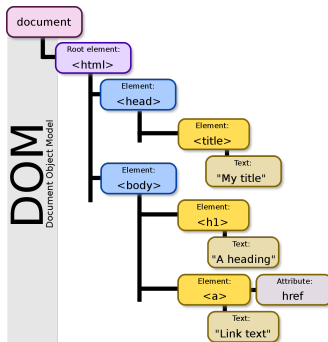 document
Root element:
<html>
Element:
<head>
Element:
<title>
Text:
"My title"
Element:
<body>
Element:
<h1>
Text:
"A heading"
Element:
<a>
Attribute:
href
Text:
"Link text"
DOM
Document Object Model